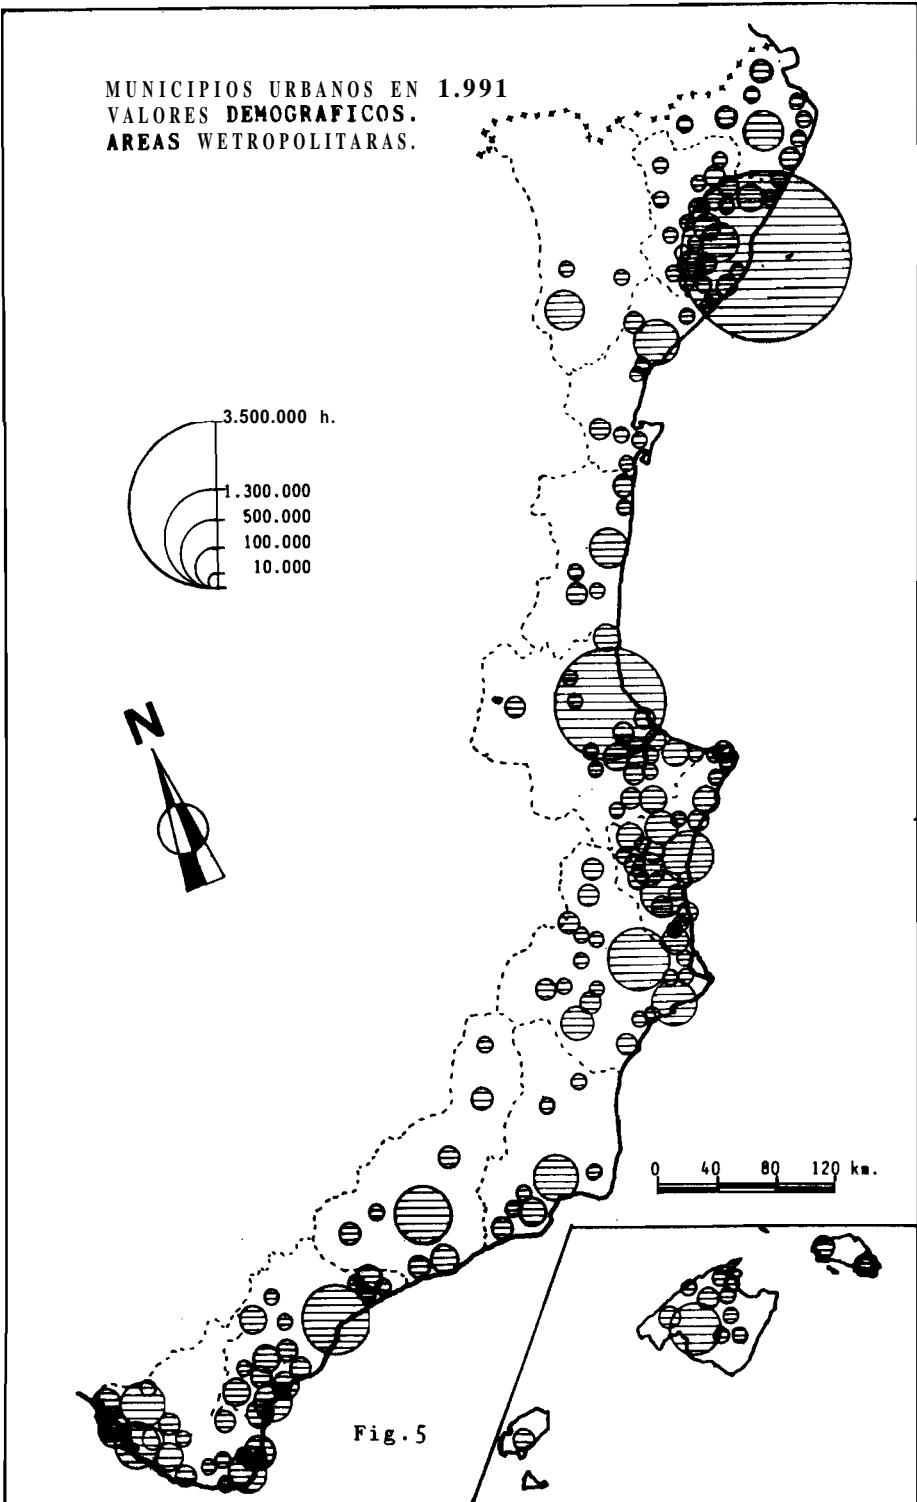 MUNICIPIOS URBANOS EN 1.991
VALORES DEMOGRAFICOS.
AREAS WETROPOLITARAS.
3.500.000 h.
1.300.000
500.000
100.000
10.000
N
0 40 80 120 km.
Fig.5